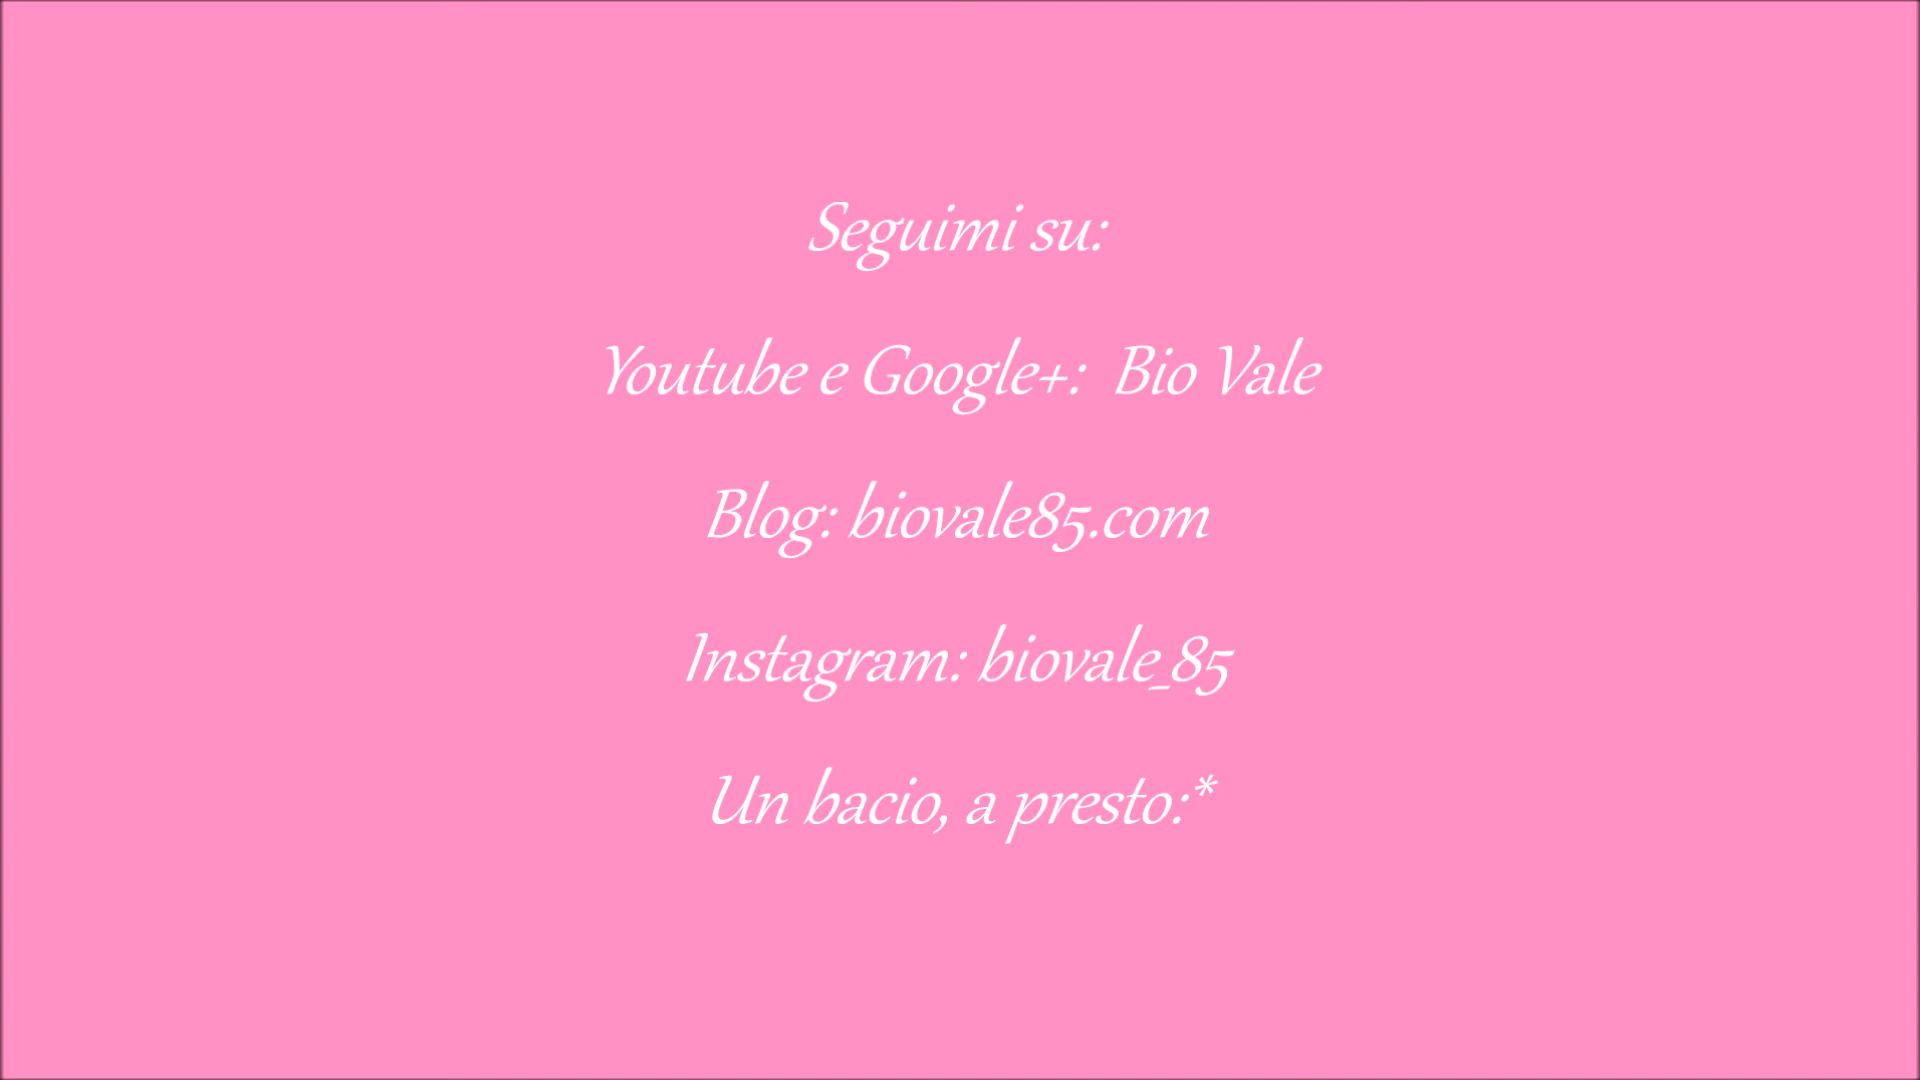 Seguimi su:
Youtube e Google+:  Bio Vale
Blog: biovale85.com
Instagram: biovale_85
Un bacio, a presto:*